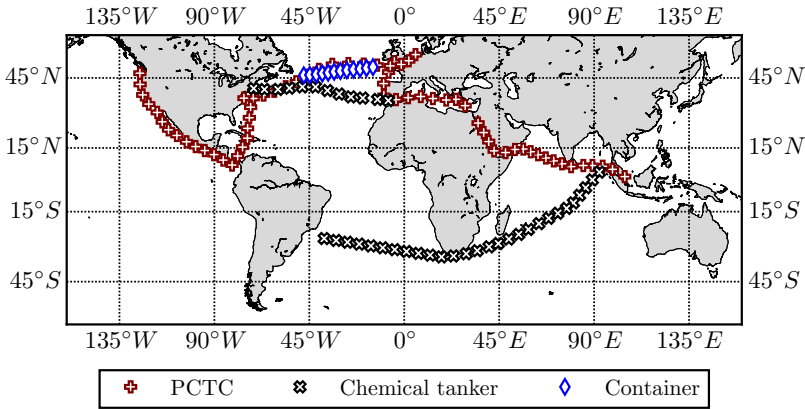 135°W 90°W 45°W 0° 45°E 90°E 135°E
45°N 45°N
15°N 15°N
15°S 15°S
45°S 45°S
135°W 90°W 45°W 0° 45°E 90°E 135°E
PCTC Chemical tanker Container